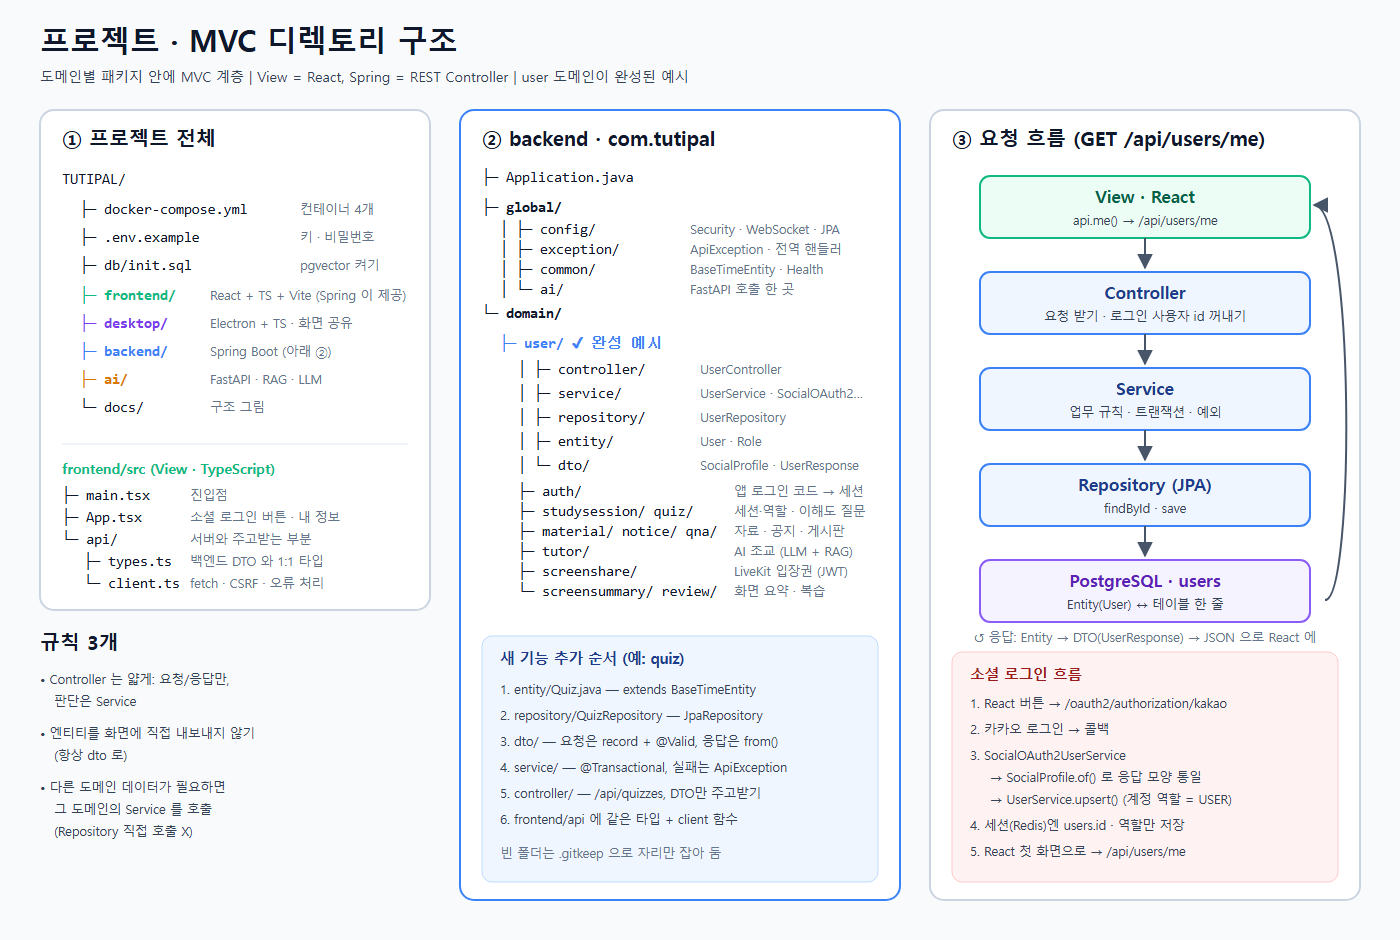 프로젝트 · MVC 디렉토리 구조
도메인별 패키지 안에 MVC 계층 | View = React, Spring = REST Controller | user 도메인이 완성된 예시
① 프로젝트 전체
TUTIPAL/
├─ docker-compose.yml 컨테이너 4개
├─ .env.example 키 · 비밀번호
├─ db/init.sql pgvector 켜기
├─ frontend/ React + TS + Vite (Spring 이 제공)
├─ desktop/ Electron + TS · 화면 공유
├─ backend/ Spring Boot (아래 ②)
├─ ai/ FastAPI · RAG · LLM
└─ docs/ 구조 그림
frontend/src (View · TypeScript)
├─ main.tsx 진입점
├─ App.tsx 소셜 로그인 버튼 · 내 정보
└─ api/ 서버와 주고받는 부분
├─ types.ts 백엔드 DTO 와 1:1 타입
└─ client.ts fetch · CSRF · 오류 처리
규칙 3개
• Controller 는 얇게: 요청/응답만,
판단은 Service
• 엔티티를 화면에 직접 내보내지 않기
(항상 dto 로)
• 다른 도메인 데이터가 필요하면
그 도메인의 Service 를 호출
(Repository 직접 호출 X)
② backend · com.tutipal
├─ Application.java
├─ global/
│ ├─ config/ Security · WebSocket · JPA
│ ├─ exception/ ApiException · 전역 핸들러
│ ├─ common/ BaseTimeEntity · Health
│ └─ ai/ FastAPI 호출 한 곳
└─ domain/
├─ user/ ✔ 완성 예시
│ ├─ controller/ UserController
│ ├─ service/ UserService · SocialOAuth2...
│ ├─ repository/ UserRepository
│ ├─ entity/ User · Role
│ └─ dto/ SocialProfile · UserResponse
├─ auth/ 앱 로그인 코드 → 세션
├─ studysession/ quiz/ 세션·역할 · 이해도 질문
├─ material/ notice/ qna/ 자료 · 공지 · 게시판
├─ tutor/ AI 조교 (LLM + RAG)
├─ screenshare/ LiveKit 입장권 (JWT)
└─ screensummary/ review/ 화면 요약 · 복습
새 기능 추가 순서 (예: quiz)
1. entity/Quiz.java — extends BaseTimeEntity
2. repository/QuizRepository — JpaRepository
3. dto/ — 요청은 record + @Valid, 응답은 from()
4. service/ — @Transactional, 실패는 ApiException
5. controller/ — /api/quizzes, DTO만 주고받기
6. frontend/api 에 같은 타입 + client 함수
빈 폴더는 .gitkeep 으로 자리만 잡아 둠
③ 요청 흐름 (GET /api/users/me)
View · React
api.me() → /api/users/me
Controller
요청 받기 · 로그인 사용자 id 꺼내기
Service
업무 규칙 · 트랜잭션 · 예외
Repository (JPA)
findById · save
PostgreSQL · users
Entity(User) ↔ 테이블 한 줄
↺ 응답: Entity → DTO(UserResponse) → JSON 으로 React 에
소셜 로그인 흐름
1. React 버튼 → /oauth2/authorization/kakao
2. 카카오 로그인 → 콜백
3. SocialOAuth2UserService
→ SocialProfile.of() 로 응답 모양 통일
→ UserService.upsert() (계정 역할 = USER)
4. 세션(Redis)엔 users.id · 역할만 저장
5. React 첫 화면으로 → /api/users/me